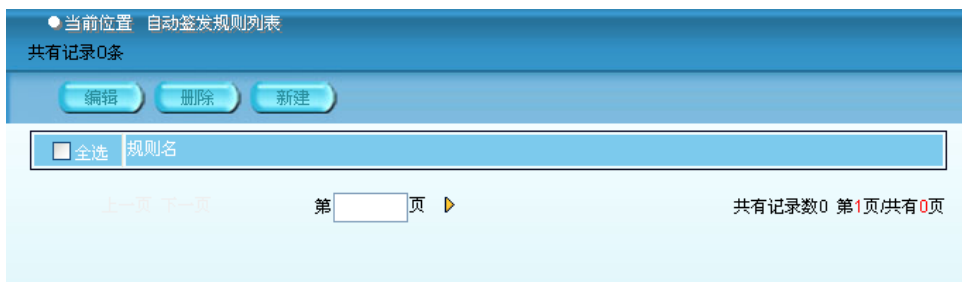 当前位置 自动签发规则列表
共有记录0条
编辑 删除 新建
全选 规则名
上一页 下一页 第 页 共有记录数0 第1页/共有0页